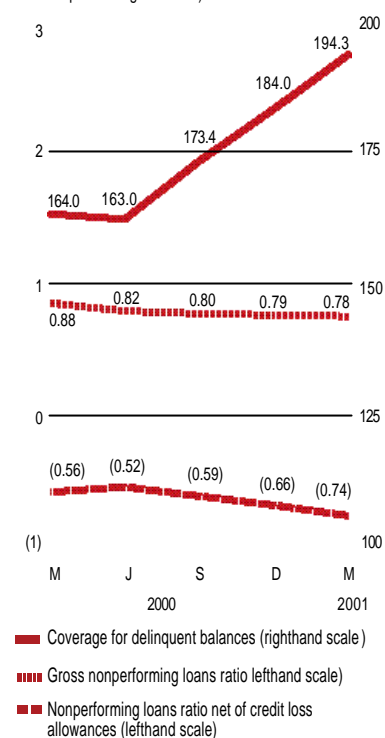 3 200
194.3
184.0
173.4
2 175
164.0 163.0
1 150
0.88 0.82 0.80 0.79 0.78
0 125
(0.56) (0.52) (0.59) (0.66) (0.74)
(1) 100
M J S D M
2000 2001
Coverage for delinquent balances (righthand scale)
Gross nonperforming loans ratio lefthand scale)
Nonperforming loans ratio net of credit loss
allowances (lefthand scale)